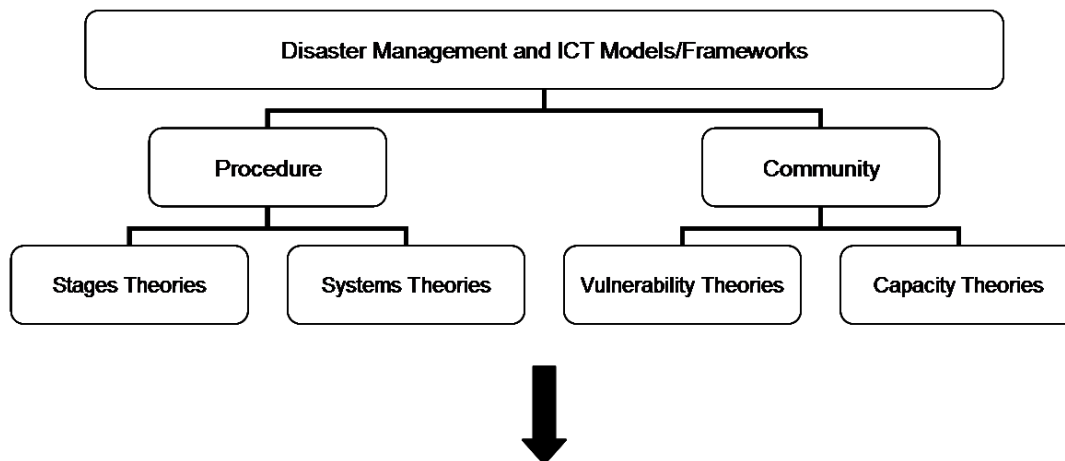 Disaster Management and ICT Models/Frameworks
Procedure
Community
Stages Theories
Systems Theories
Vulnerability Theories
Capacity Theories